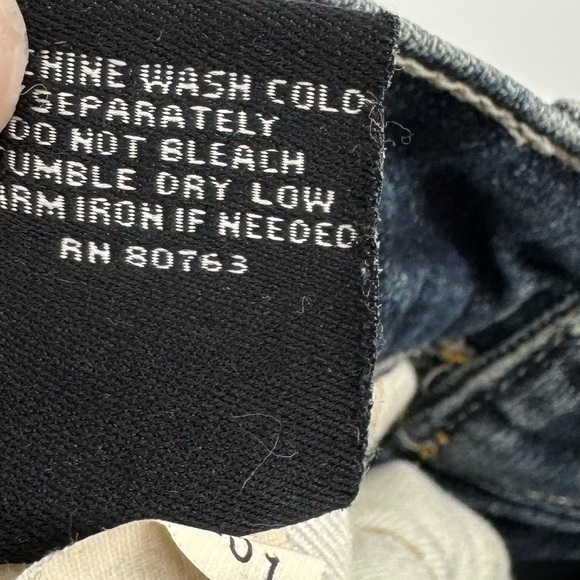 CHINE WASH COLD
SEPARATELY
DO NOT BLEACH
UMBLE DRY LOW
ARM IRON IF NEEDED
RN 80763